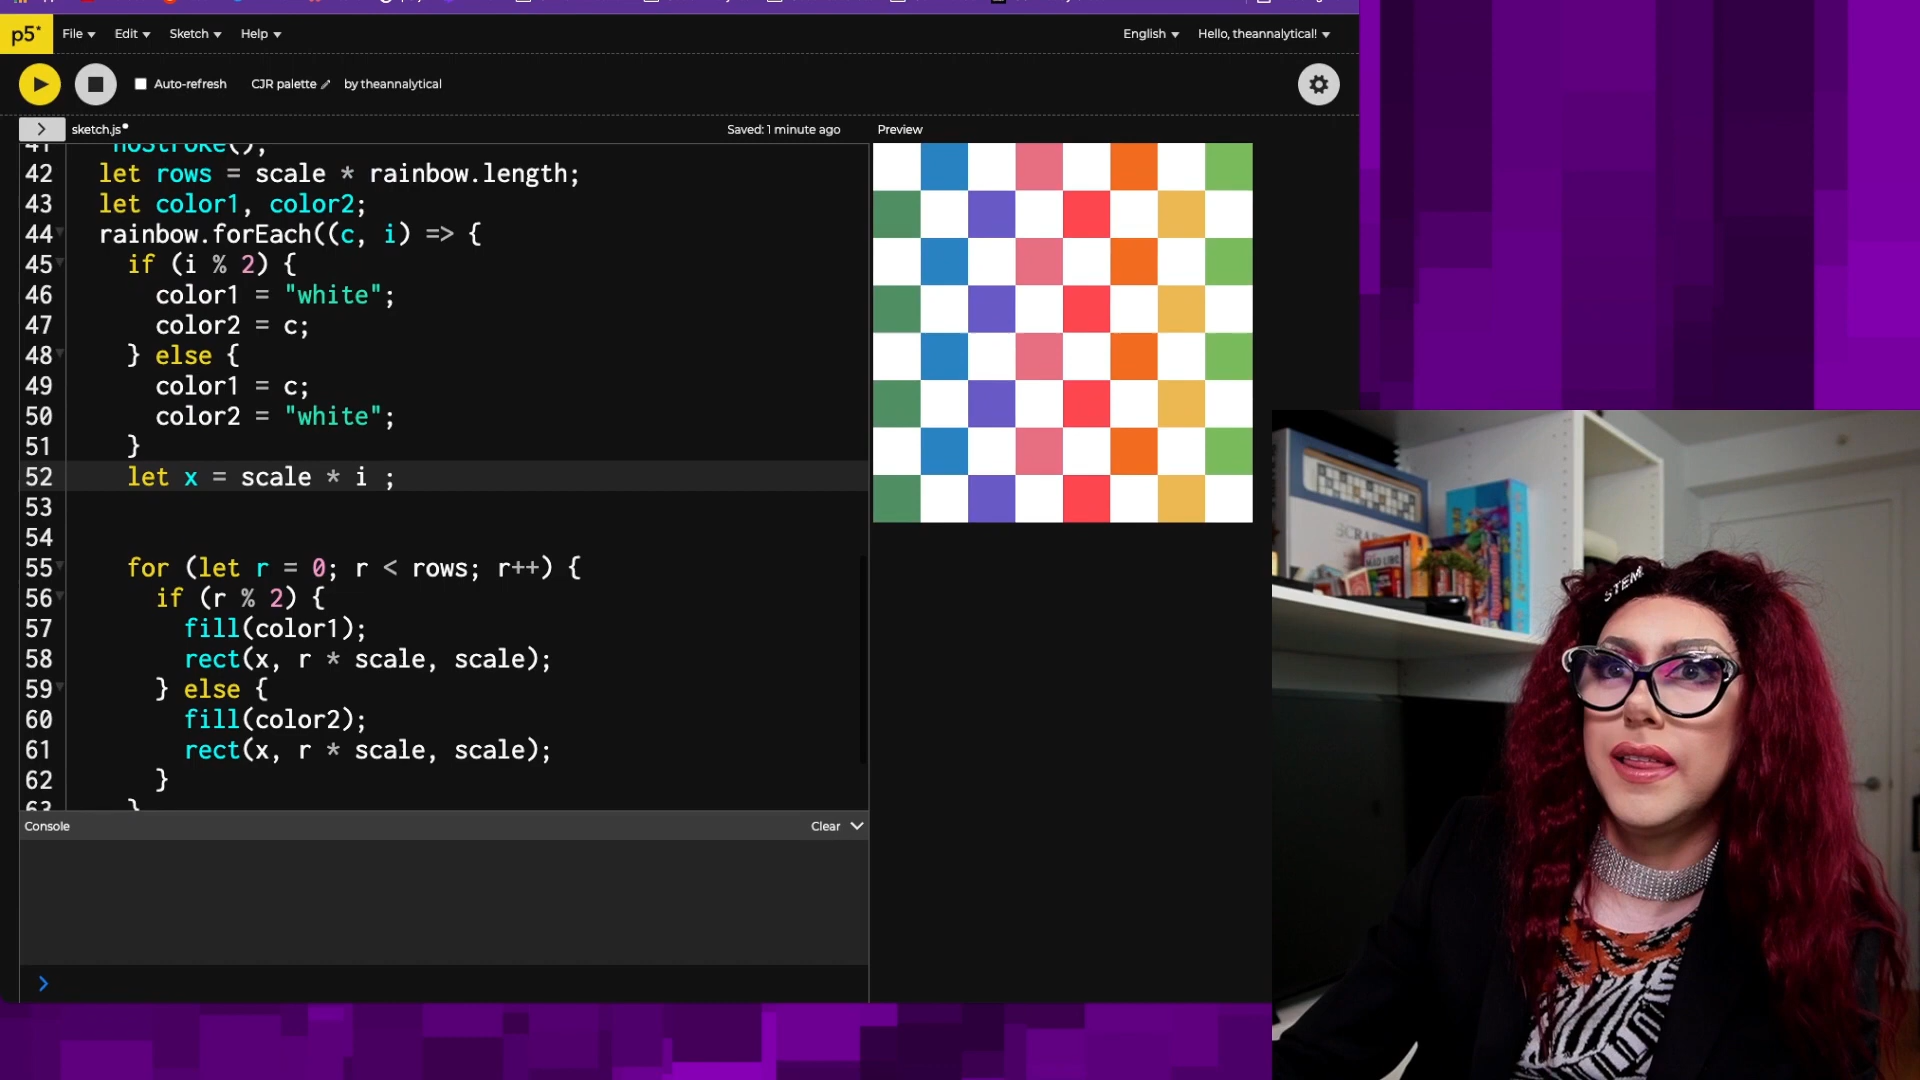 p5* File Edit Sketch Help English Hello, theannalytical!
Auto-refresh CJR palette by theannalytical
sketch.js Saved: 1 minute ago Preview
41 noStroke();
42 let rows = scale * rainbow.length;
43 let color1, color2;
44 rainbow.forEach((c, i) => {
45 if (i % 2) {
46 color1 = "white";
47 color2 = c;
48 } else {
49 color1 = c;
50 color2 = "white";
51 }
52 let x = scale * i ;
53
54
55 for (let r = 0; r < rows; r++) {
56 if (r % 2) {
57 fill(color1);
58 rect(x, r * scale, scale);
59 } else {
60 fill(color2);
61 rect(x, r * scale, scale);
62 }
63 }
Console Clear
>
STEM